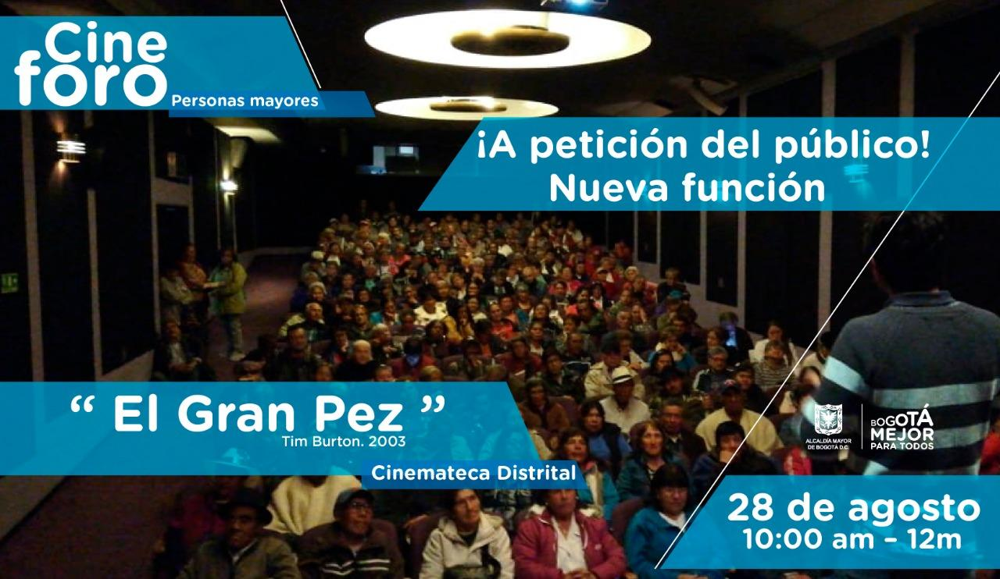 Cine
foro
Personas mayores
¡A petición del público!
Nueva función
“ El Gran Pez ”
Tim Burton. 2003
Cinemateca Distrital
ALCALDÍA MAYOR
DE BOGOTÁ D.C.
BOGOTÁ
MEJOR
PARA TODOS
28 de agosto
10:00 am – 12m